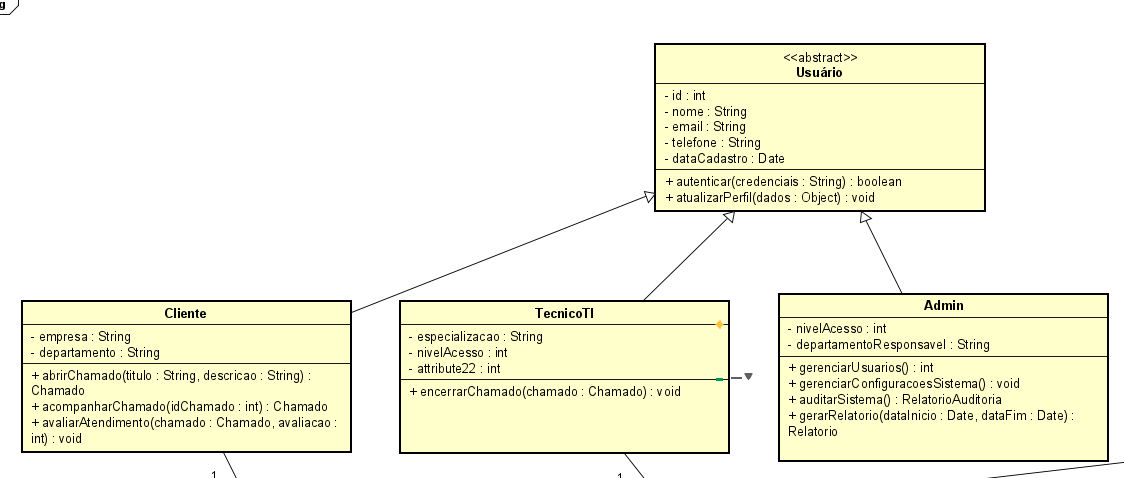 g
<<abstract>>
Usuário
- id : int
- nome : String
- email : String
- telefone : String
- dataCadastro : Date
+ autenticar(credenciais : String) : boolean
+ atualizarPerfil(dados : Object) : void
Cliente
- empresa : String
- departamento : String
+ abrirChamado(titulo : String, descricao : String) :
Chamado
+ acompanharChamado(idChamado : int) : Chamado
+ avaliarAtendimento(chamado : Chamado, avaliacao :
int) : void
1
TecnicoTI
- especializacao : String
- nivelAcesso : int
- attribute22 : int
+ encerrarChamado(chamado : Chamado) : void
1
Admin
- nivelAcesso : int
- departamentoResponsavel : String
+ gerenciarUsuarios() : int
+ gerenciarConfiguracoesSistema() : void
+ auditarSistema() : RelatorioAuditoria
+ gerarRelatorio(dataInicio : Date, dataFim : Date) :
Relatorio